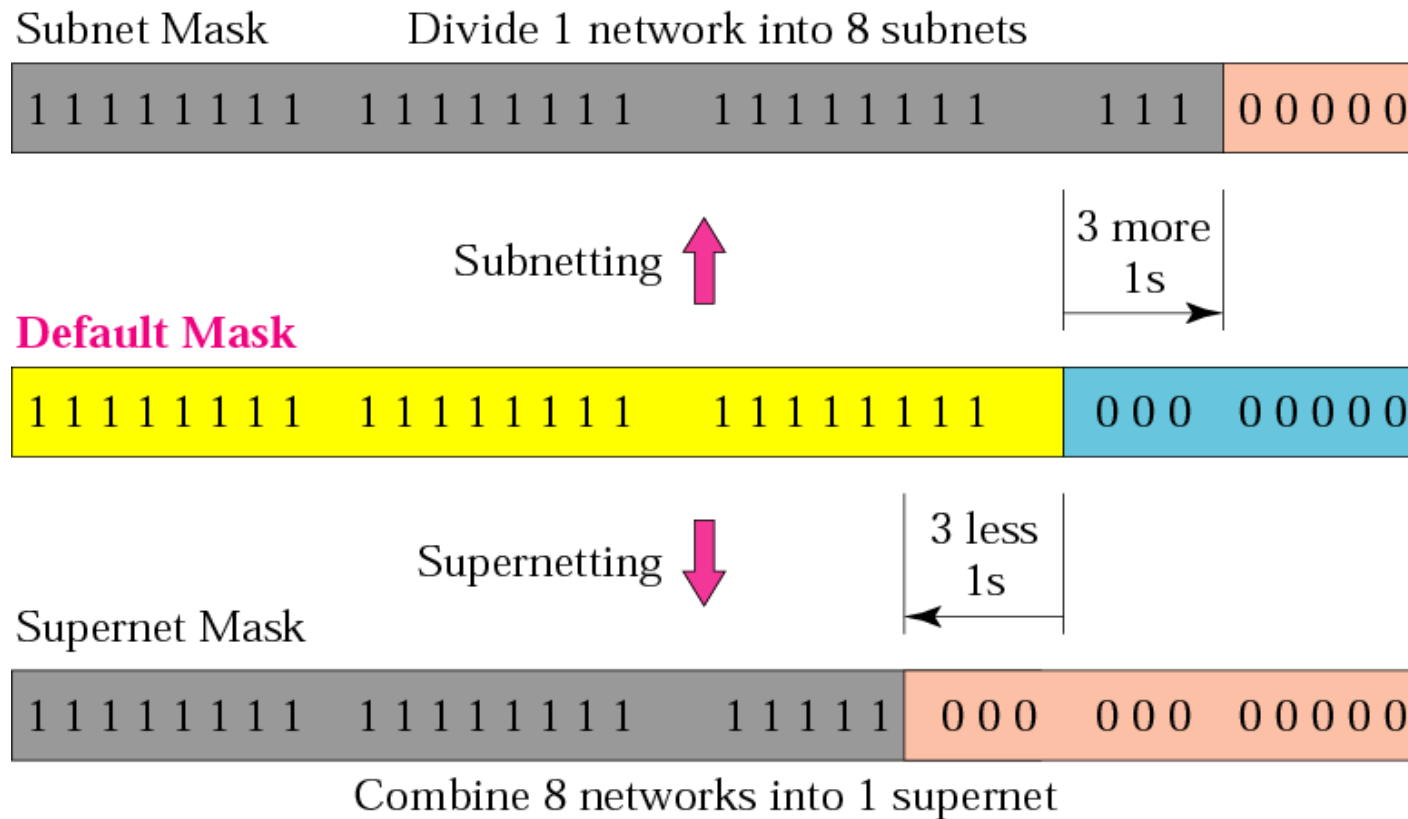 Subnet Mask Divide 1 network into 8 subnets
1 1 1 1 1 1 1 1 1 1 1 1 1 1 1 1 1 1 1 1 1 1 1 1 1 1 1 0 0 0 0 0
3 more
Subnetting
1s
Default Mask
1 1 1 1 1 1 1 1 1 1 1 1 1 1 1 1 1 1 1 1 1 1 1 1 0 0 0 0 0 0 0 0
3 less
Supernetting
1s
Supernet Mask
1 1 1 1 1 1 1 1 1 1 1 1 1 1 1 1 1 1 1 1 1 0 0 0 0 0 0 0 0 0 0 0
Combine 8 networks into 1 supernet